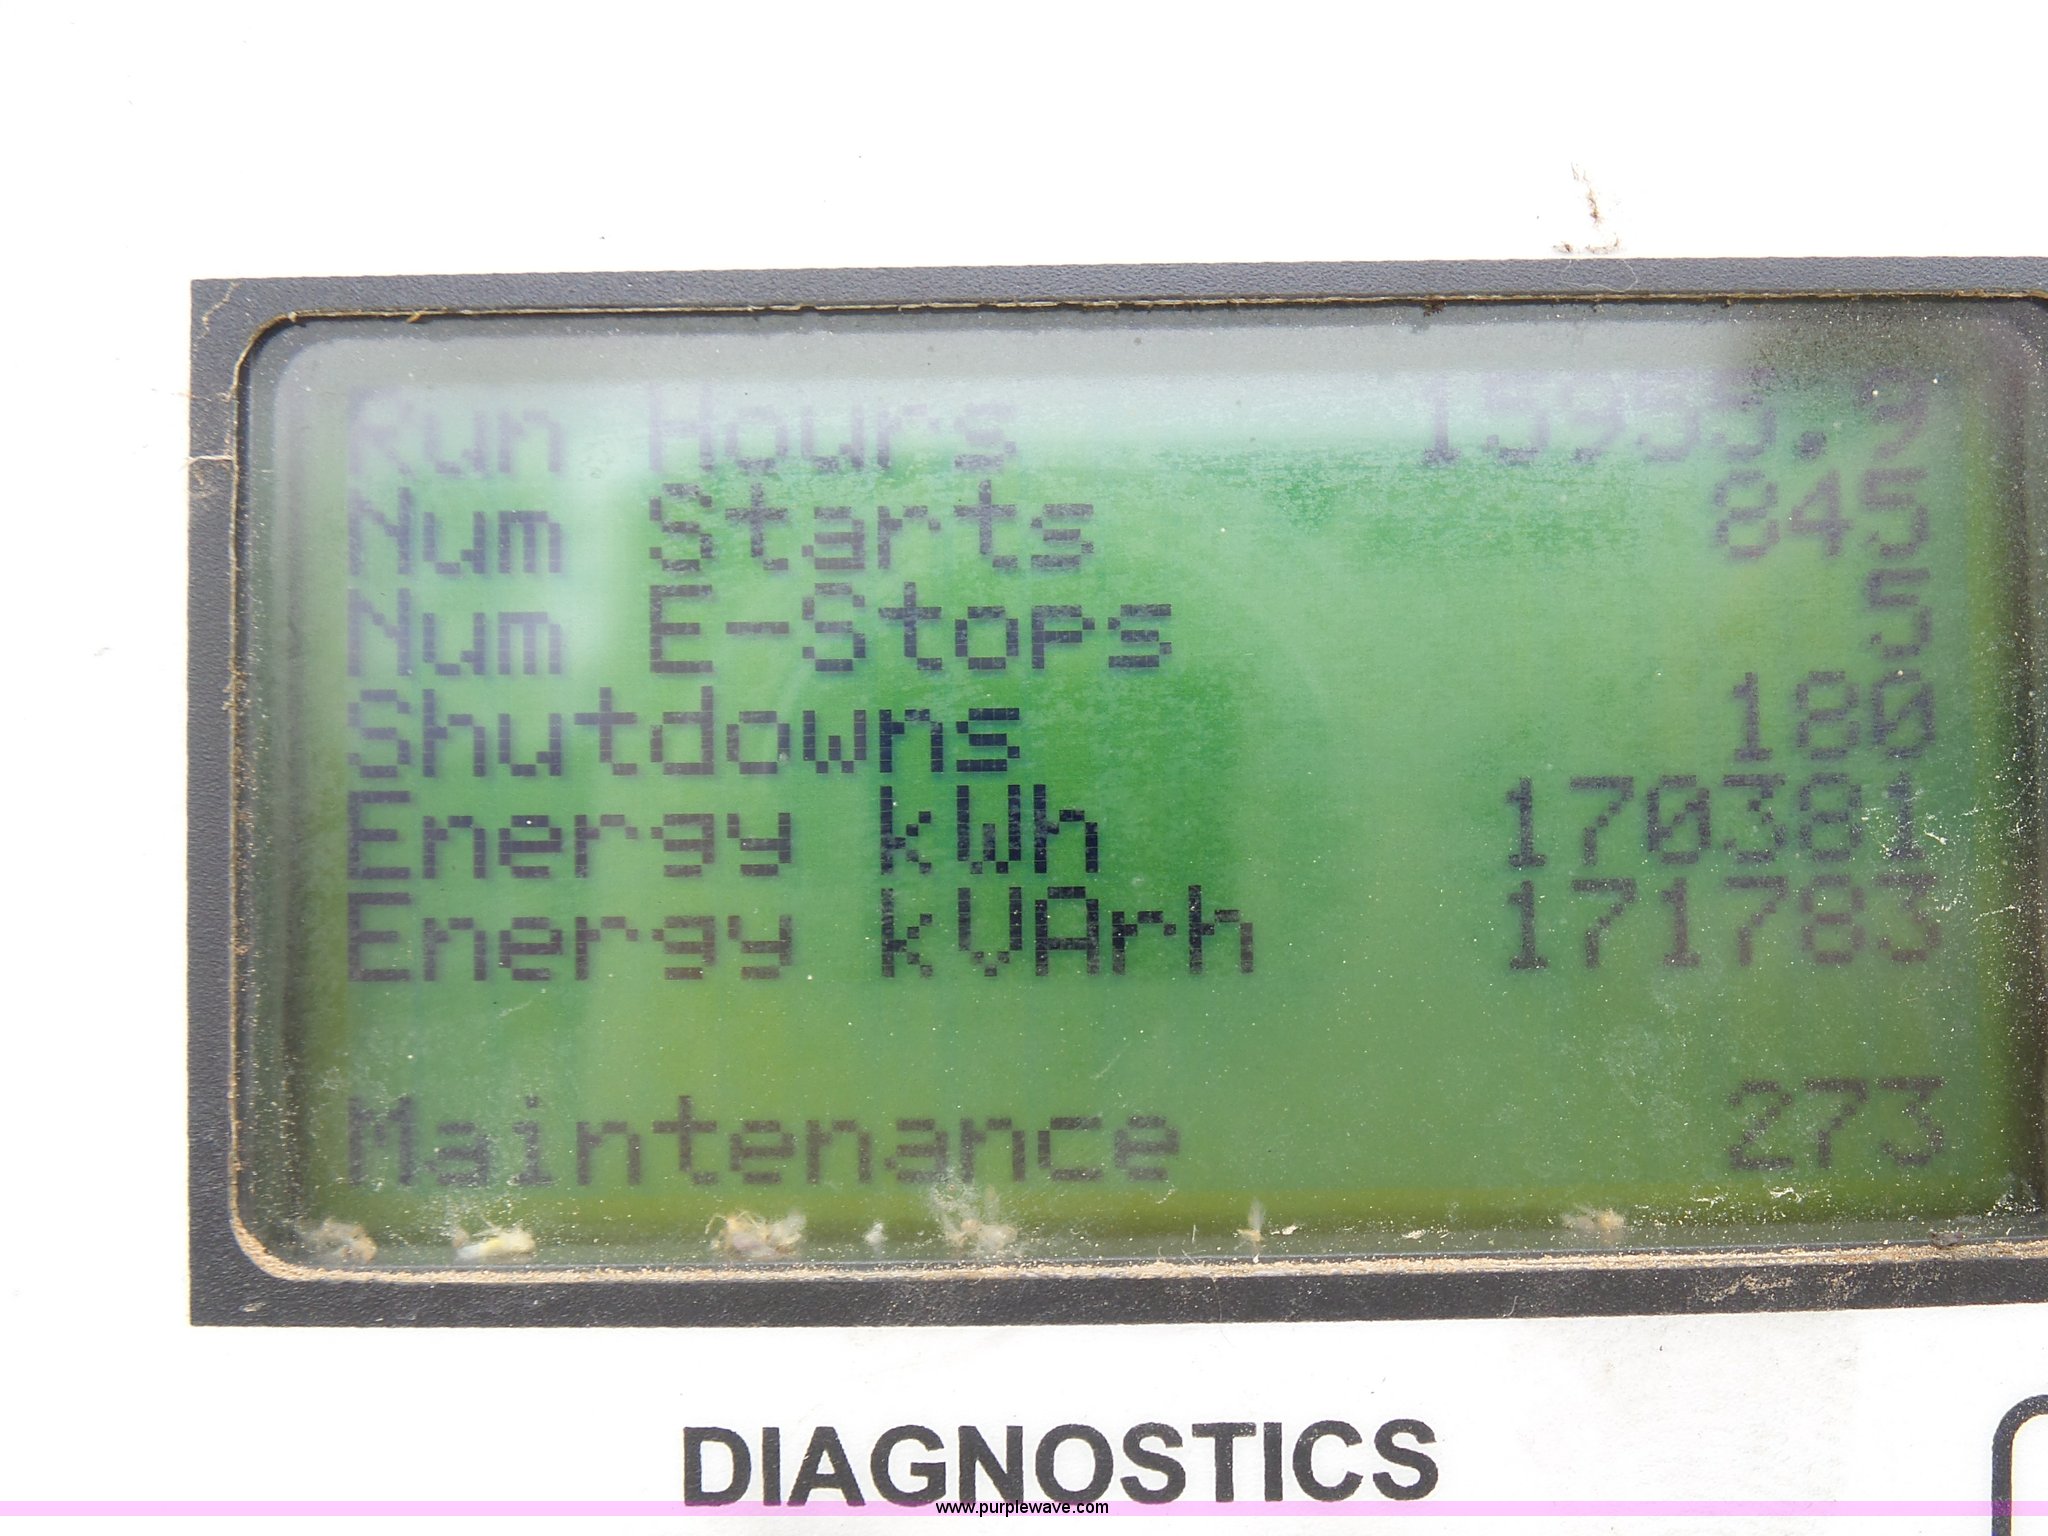 Run Hours
Num Starts 845
Num E-Stops 5
Shutdowns 180
Energy kWh 170381
Energy kVArh 171783
Maintenance 273
DIAGNOSTICS
www.purplewave.com